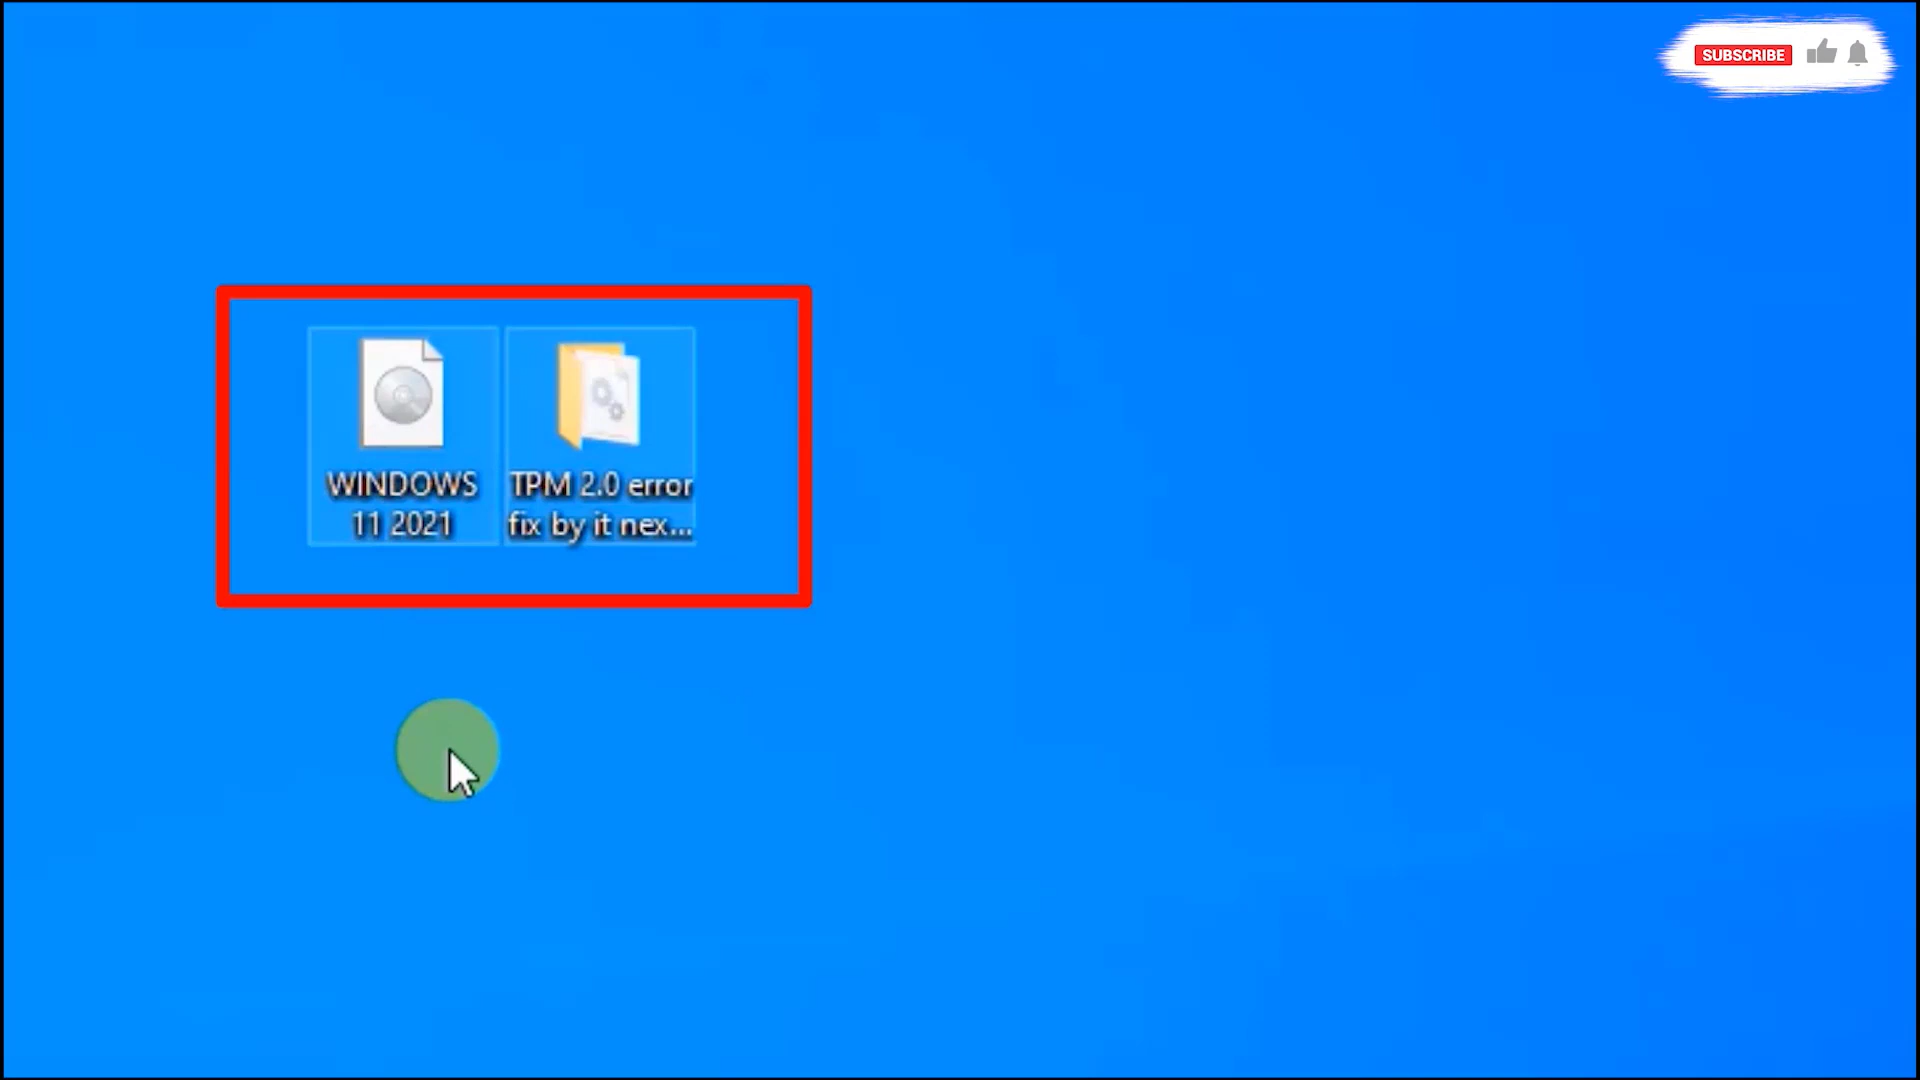 SUBSCRIBE
WINDOWS
11 2021
TPM 2.0 error
fix by it nex...